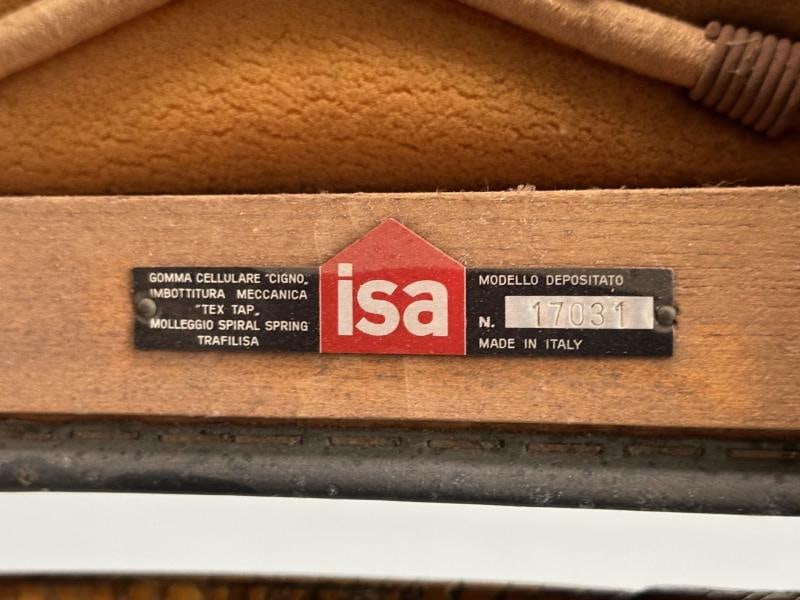 GOMMA CELLULARE "CIGNO„
IMBOTTITURA MECCANICA
"TEX TAP„
MOLLEGGIO SPIRAL SPRING
TRAFILISA
isa
MODELLO DEPOSITATO
N. 17031
MADE IN ITALY